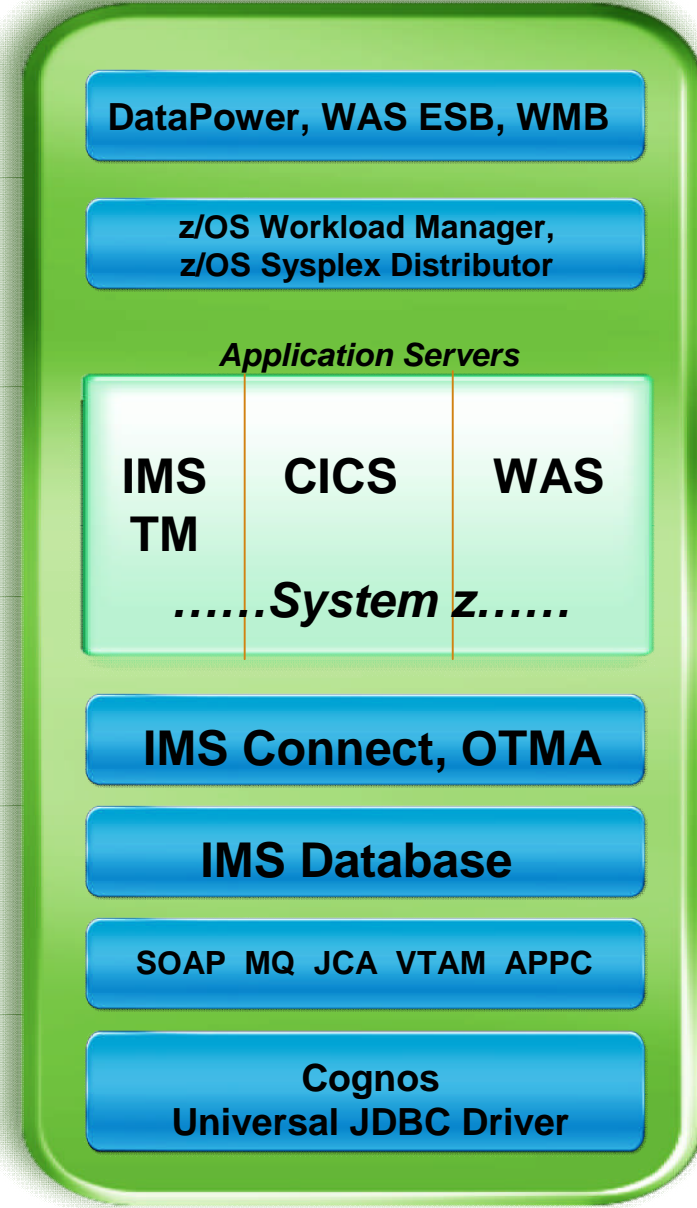 DataPower, WAS ESB, WMB
z/OS Workload Manager,
z/OS Sysplex Distributor
Application Servers
IMS CICS WAS
TM
……System z……
IMS Connect, OTMA
IMS Database
SOAP MQ JCA VTAM APPC
Cognos
Universal JDBC Driver